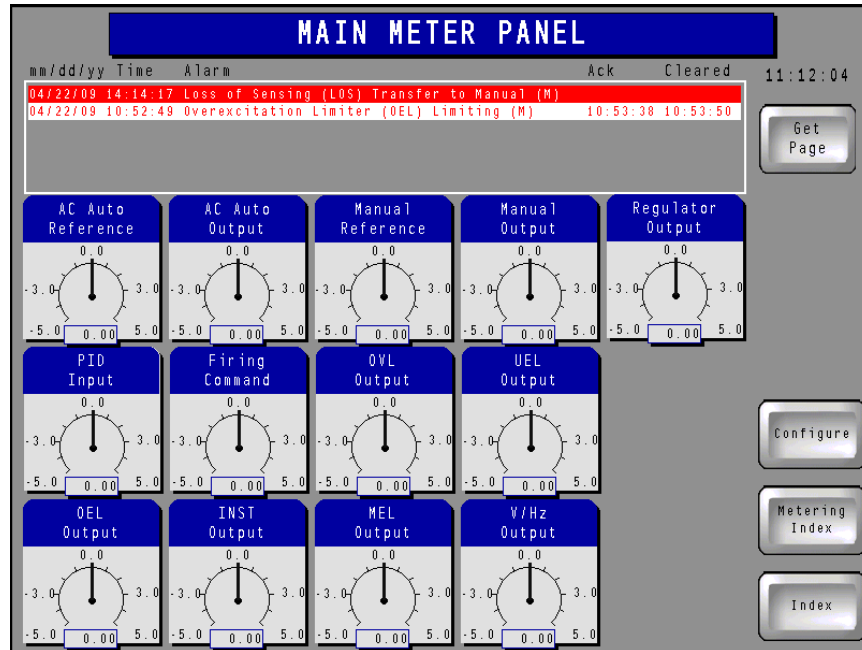 MAIN METER PANEL
mm/dd/yy Time Alarm Ack Cleared
11:12:04
04/22/09 14:14:17 Loss of Sensing (LOS) Transfer to Manual (M)
04/22/09 10:52:49 Overexcitation Limiter (OEL) Limiting (M) 10:53:38 10:53:50
Get
Page
AC Auto
Reference
0.0
-3.0 3.0
-5.0 0.00 5.0
AC Auto
Output
0.0
-3.0 3.0
-5.0 0.00 5.0
Manual
Reference
0.0
-3.0 3.0
-5.0 0.00 5.0
Manual
Output
0.0
-3.0 3.0
-5.0 0.00 5.0
Regulator
Output
0.0
-3.0 3.0
-5.0 0.00 5.0
PID
Input
0.0
-3.0 3.0
-5.0 0.00 5.0
Firing
Command
0.0
-3.0 3.0
-5.0 0.00 5.0
OVL
Output
0.0
-3.0 3.0
-5.0 0.00 5.0
UEL
Output
0.0
-3.0 3.0
-5.0 0.00 5.0
Configure
OEL
Output
0.0
-3.0 3.0
-5.0 0.00 5.0
INST
Output
0.0
-3.0 3.0
-5.0 0.00 5.0
MEL
Output
0.0
-3.0 3.0
-5.0 0.00 5.0
V/Hz
Output
0.0
-3.0 3.0
-5.0 0.00 5.0
Metering
Index
Index